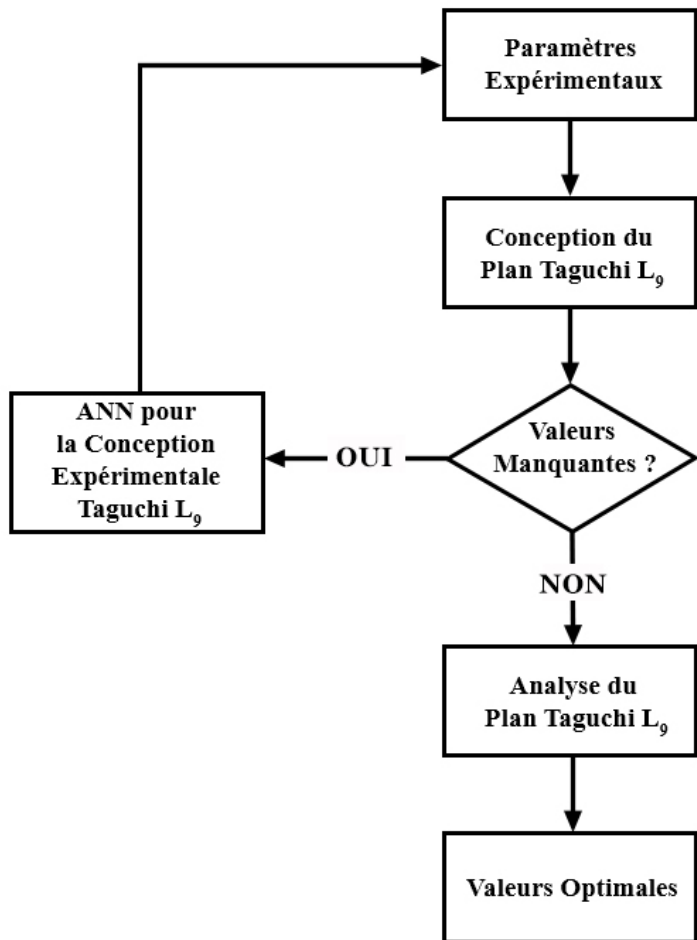 Paramètres
Expérimentaux
Conception du
Plan Taguchi L₉
Valeurs
Manquantes ?
OUI
ANN pour
la Conception
Expérimentale
Taguchi L₉
NON
Analyse du
Plan Taguchi L₉
Valeurs Optimales